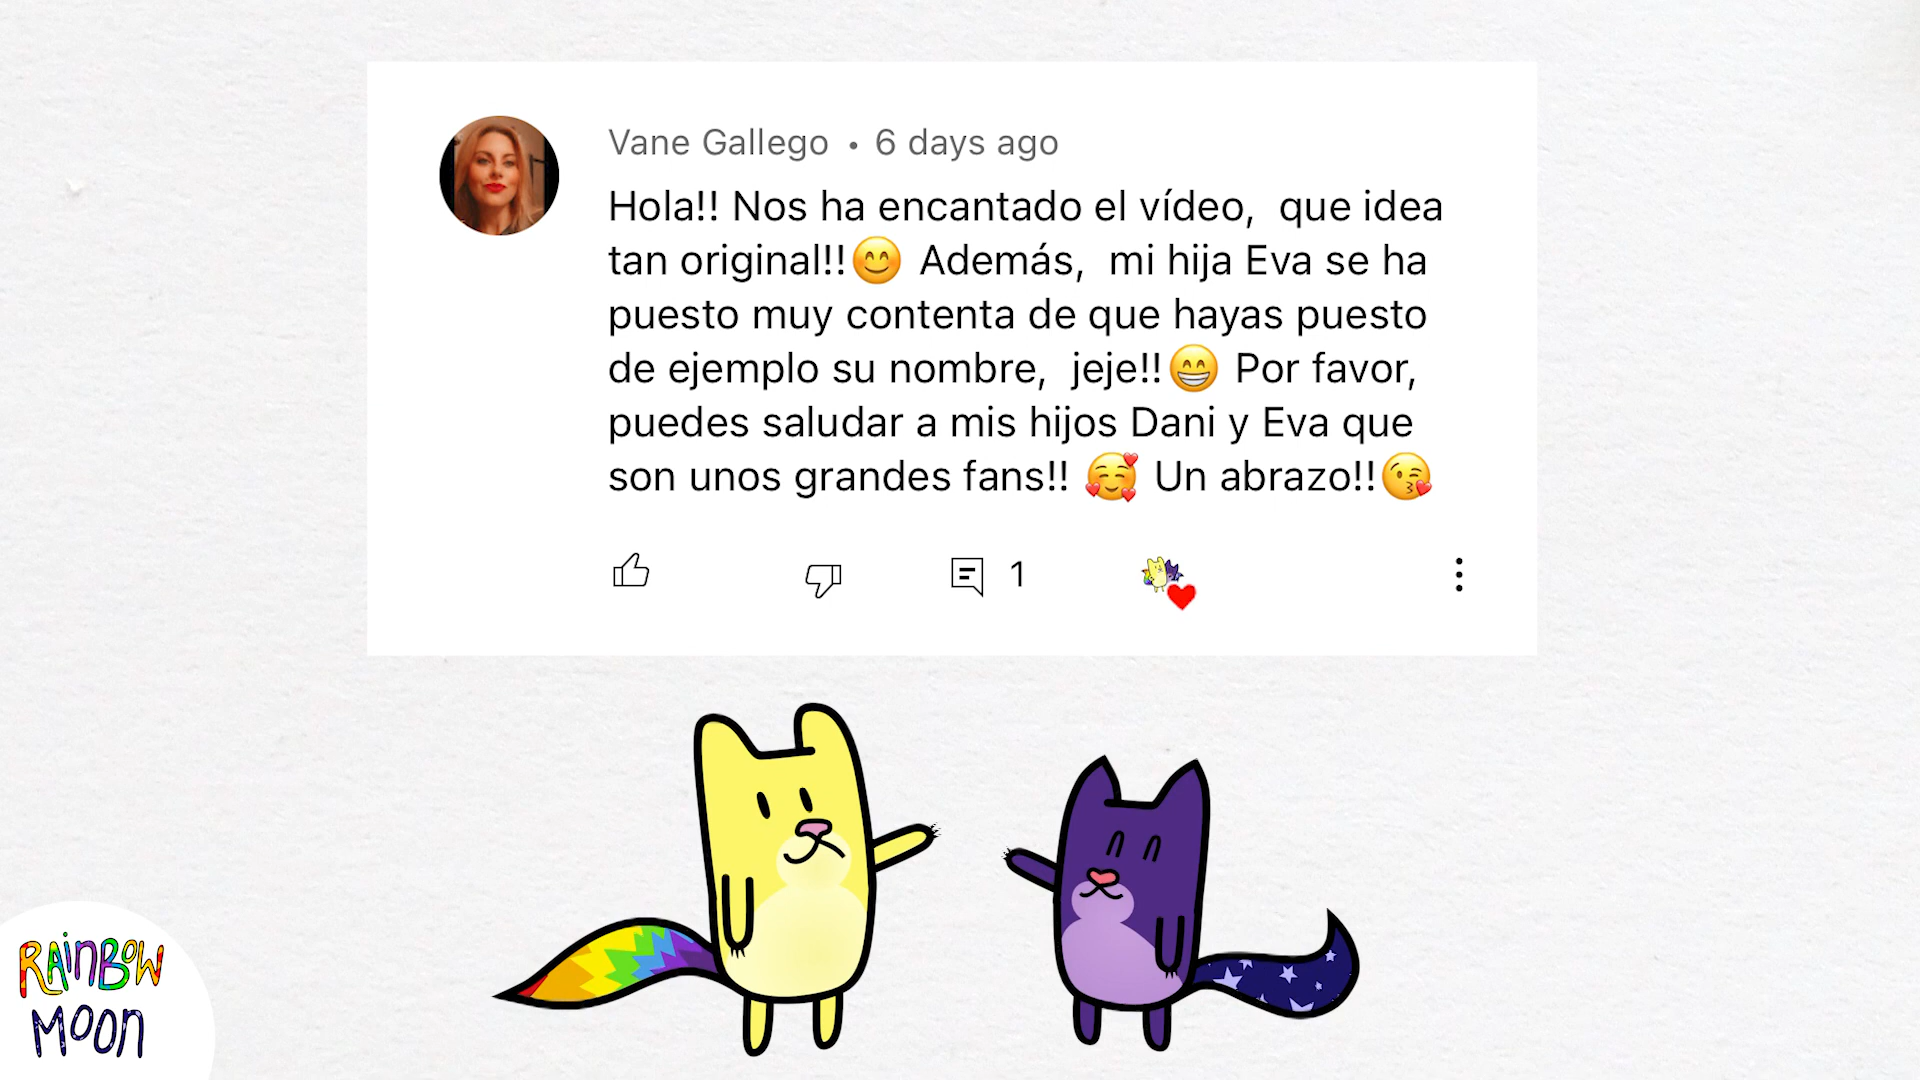 Vane Gallego • 6 days ago
Hola!! Nos ha encantado el vídeo,  que idea
tan original!!😊 Además,  mi hija Eva se ha
puesto muy contenta de que hayas puesto
de ejemplo su nombre,  jeje!!😁 Por favor,
puedes saludar a mis hijos Dani y Eva que
son unos grandes fans!! 🥰 Un abrazo!!😘
1
RAINBOW
MOON